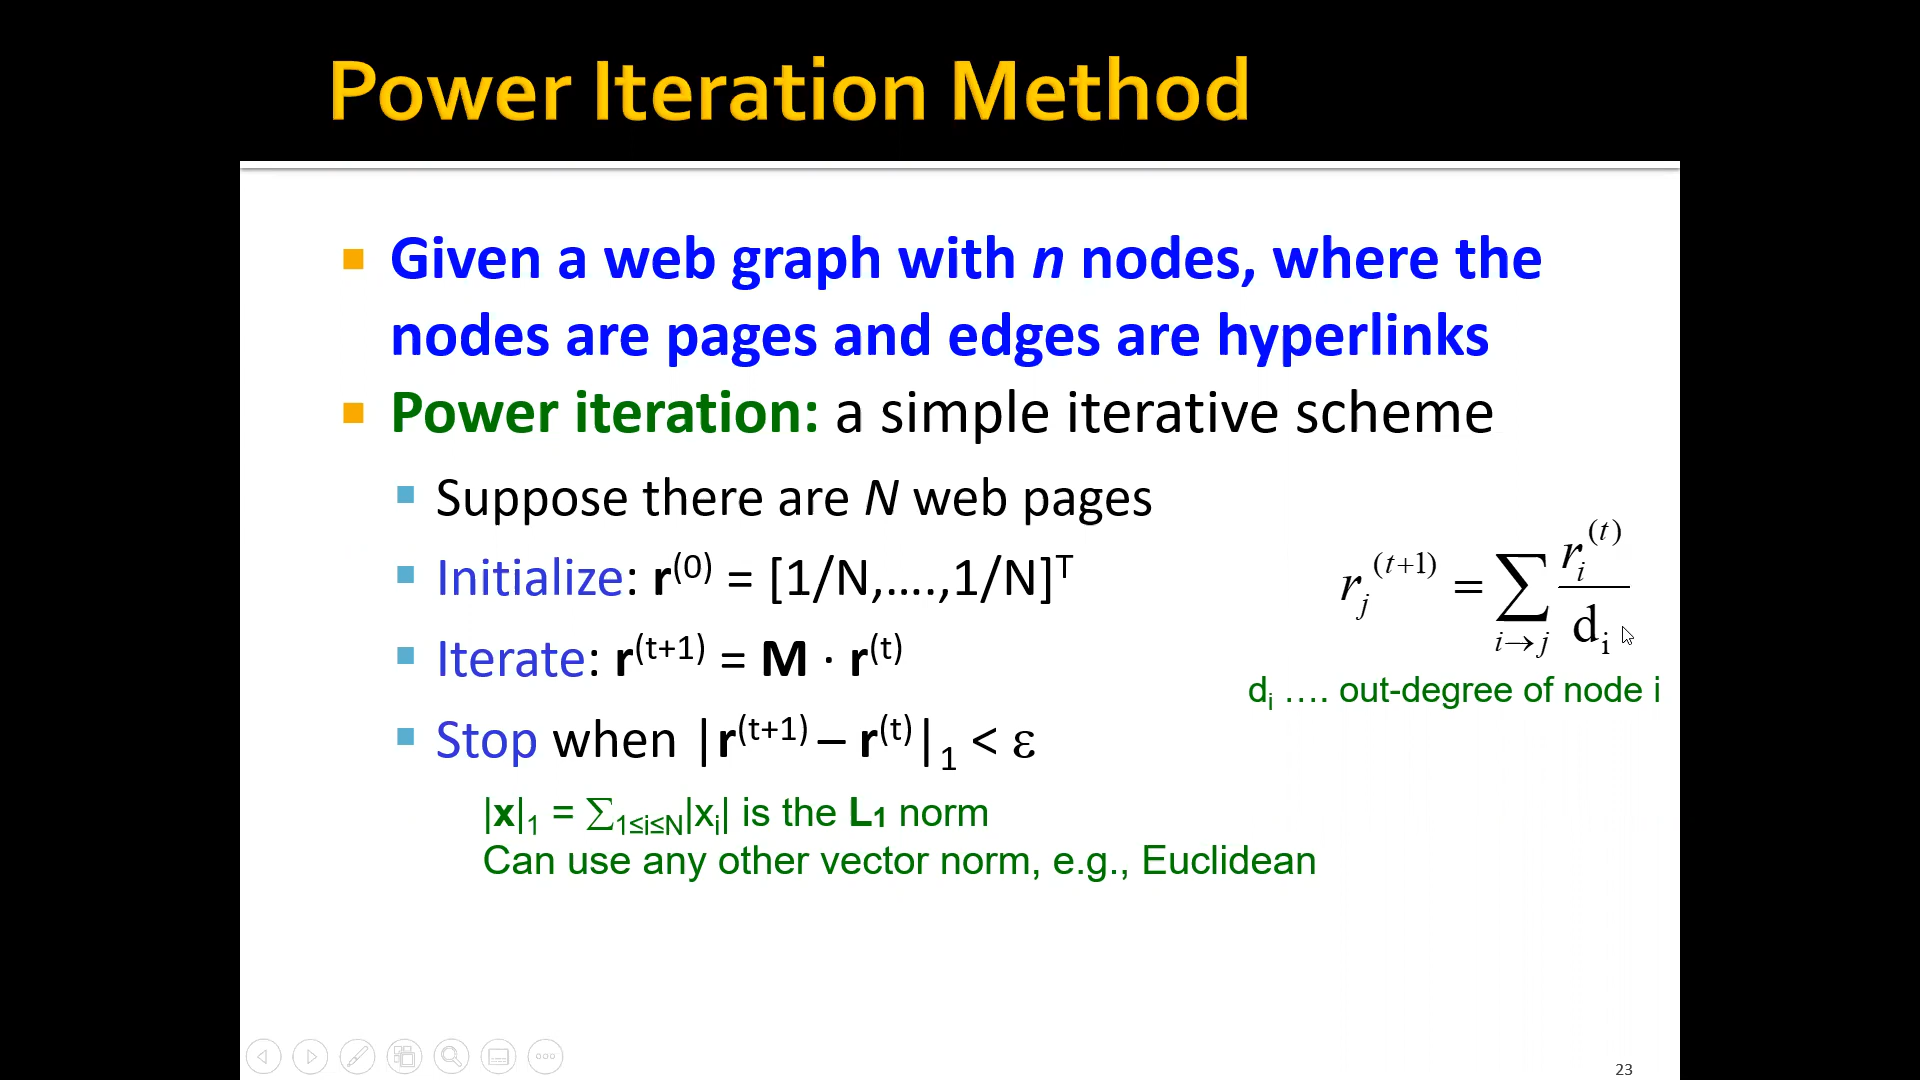 Power Iteration Method
Given a web graph with n nodes, where the
nodes are pages and edges are hyperlinks
Power iteration: a simple iterative scheme
Suppose there are N web pages
Initialize: r(0) = [1/N,….,1/N]T
Iterate: r(t+1) = M · r(t)
Stop when |r(t+1) – r(t)|1 < ε
|x|1 = ∑1≤i≤N|xi| is the L1 norm
Can use any other vector norm, e.g., Euclidean
rj(t+1) = ∑i→j ri(t) / di
di …. out-degree of node i
23